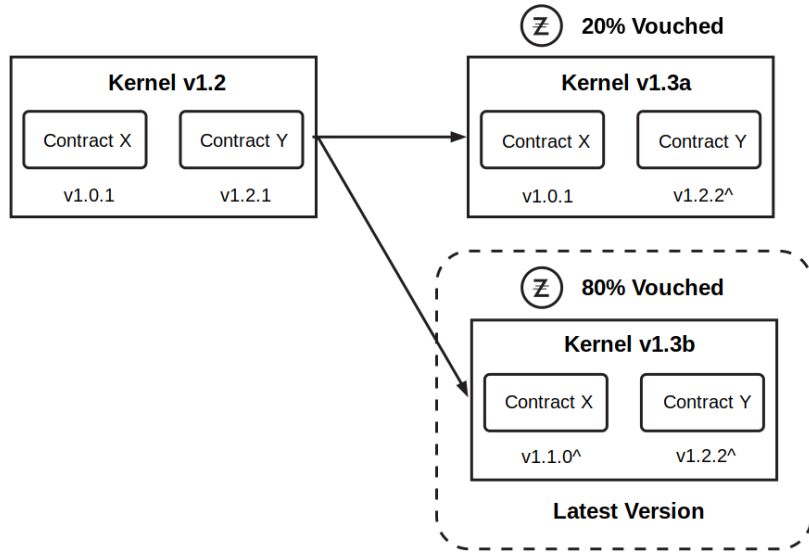 Ƶ 20% Vouched
Kernel v1.2
Contract X Contract Y
v1.0.1 v1.2.1
Kernel v1.3a
Contract X Contract Y
v1.0.1 v1.2.2^
Ƶ 80% Vouched
Kernel v1.3b
Contract X Contract Y
v1.1.0^ v1.2.2^
Latest Version